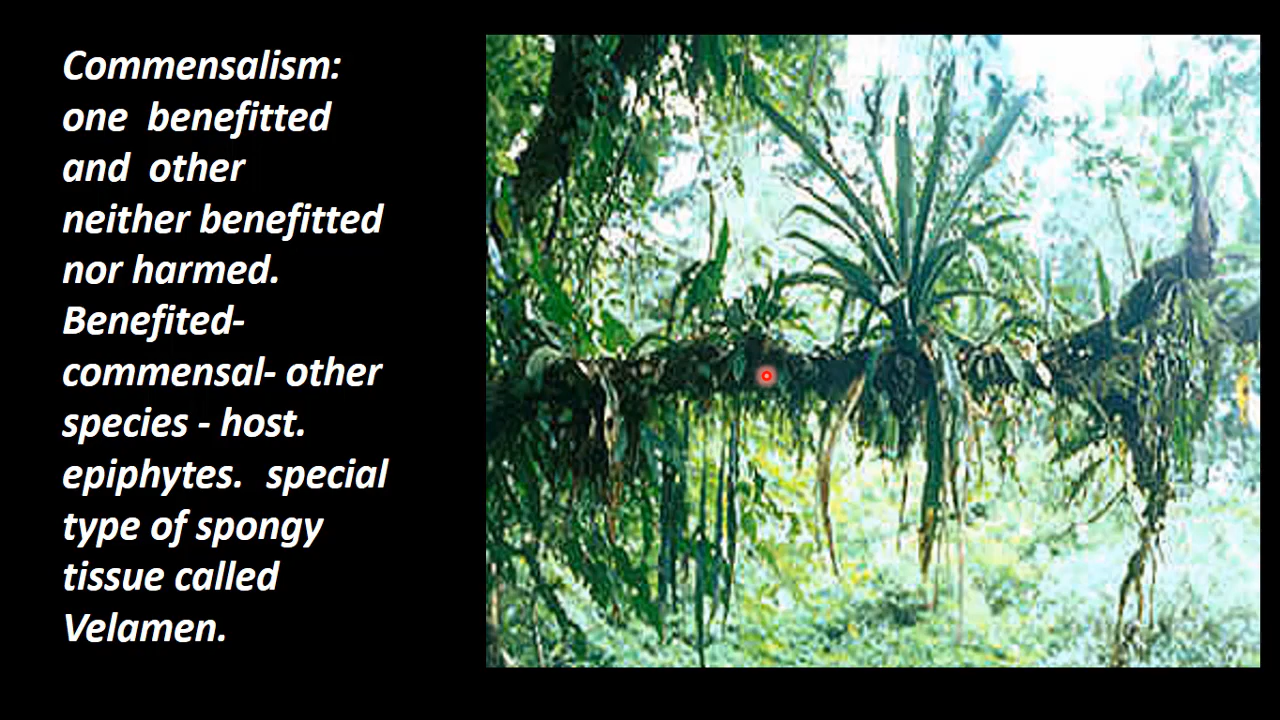 Commensalism:
one benefitted
and other
neither benefitted
nor harmed.
Benefited-
commensal- other
species - host.
epiphytes. special
type of spongy
tissue called
Velamen.